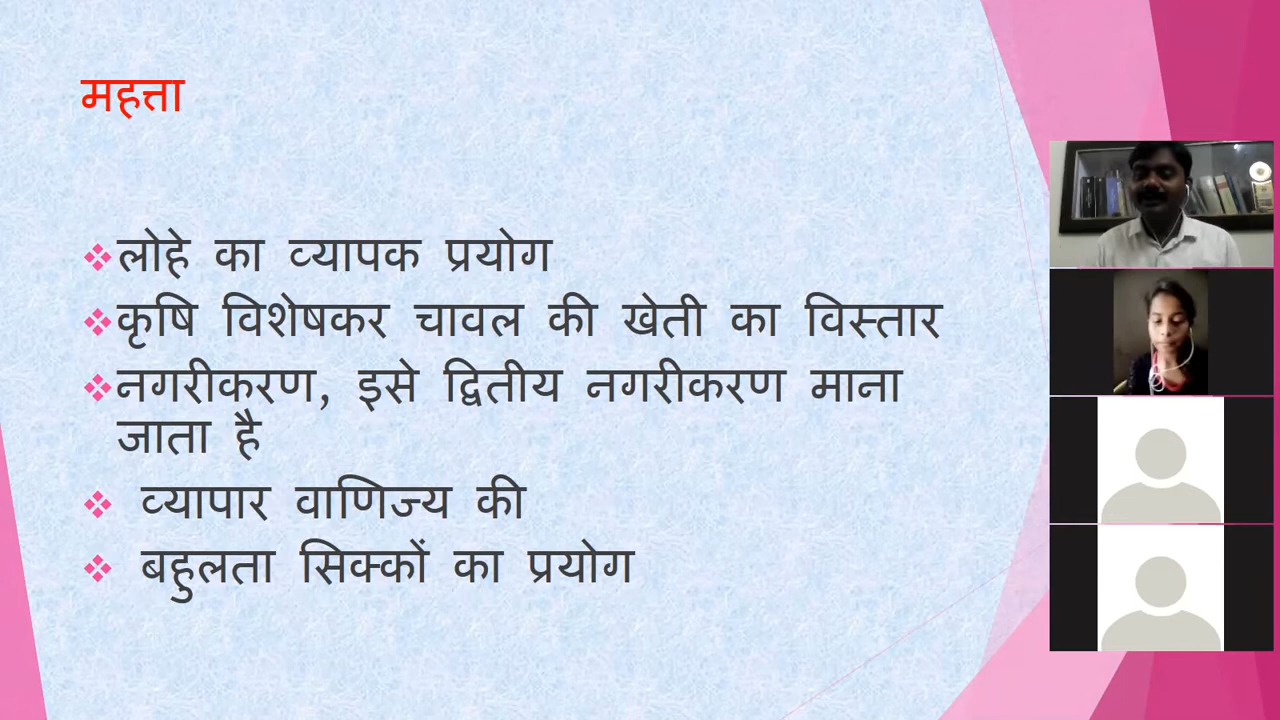 महत्ता
❖लोहे का व्यापक प्रयोग
❖कृषि विशेषकर चावल की खेती का विस्तार
❖नगरीकरण, इसे द्वितीय नगरीकरण माना
जाता है
❖ व्यापार वाणिज्य की
❖ बहुलता सिक्कों का प्रयोग